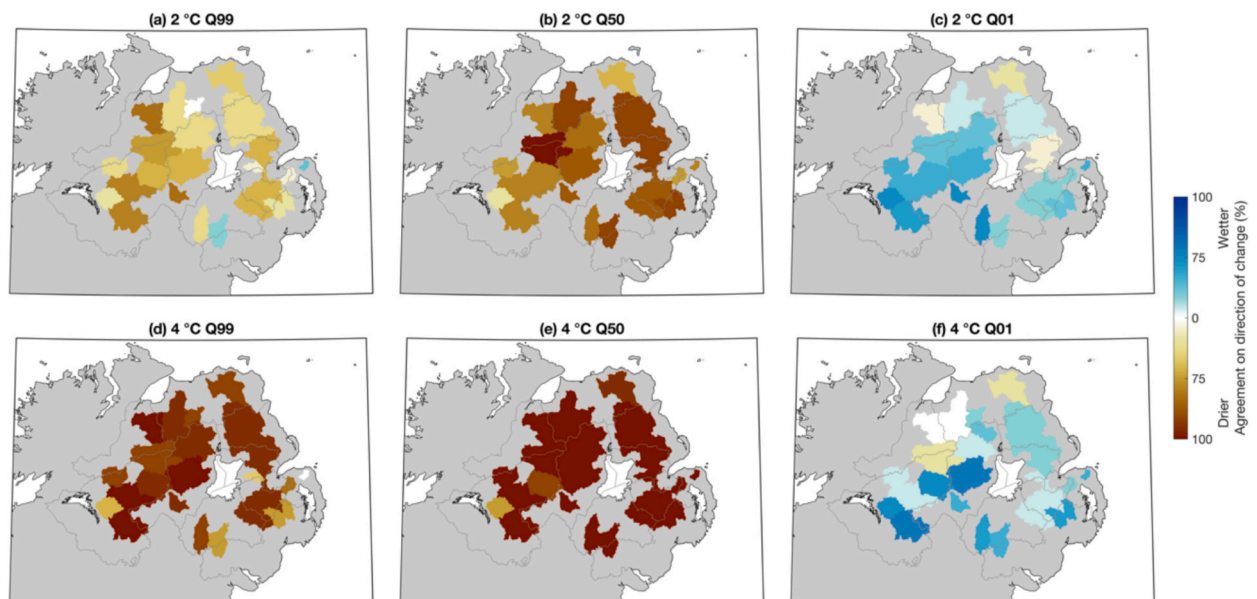 (a) 2 °C Q99
(b) 2 °C Q50
(c) 2 °C Q01
(d) 4 °C Q99
(e) 4 °C Q50
(f) 4 °C Q01
100
75
0
75
100
Wetter
Drier
Agreement on direction of change (%)